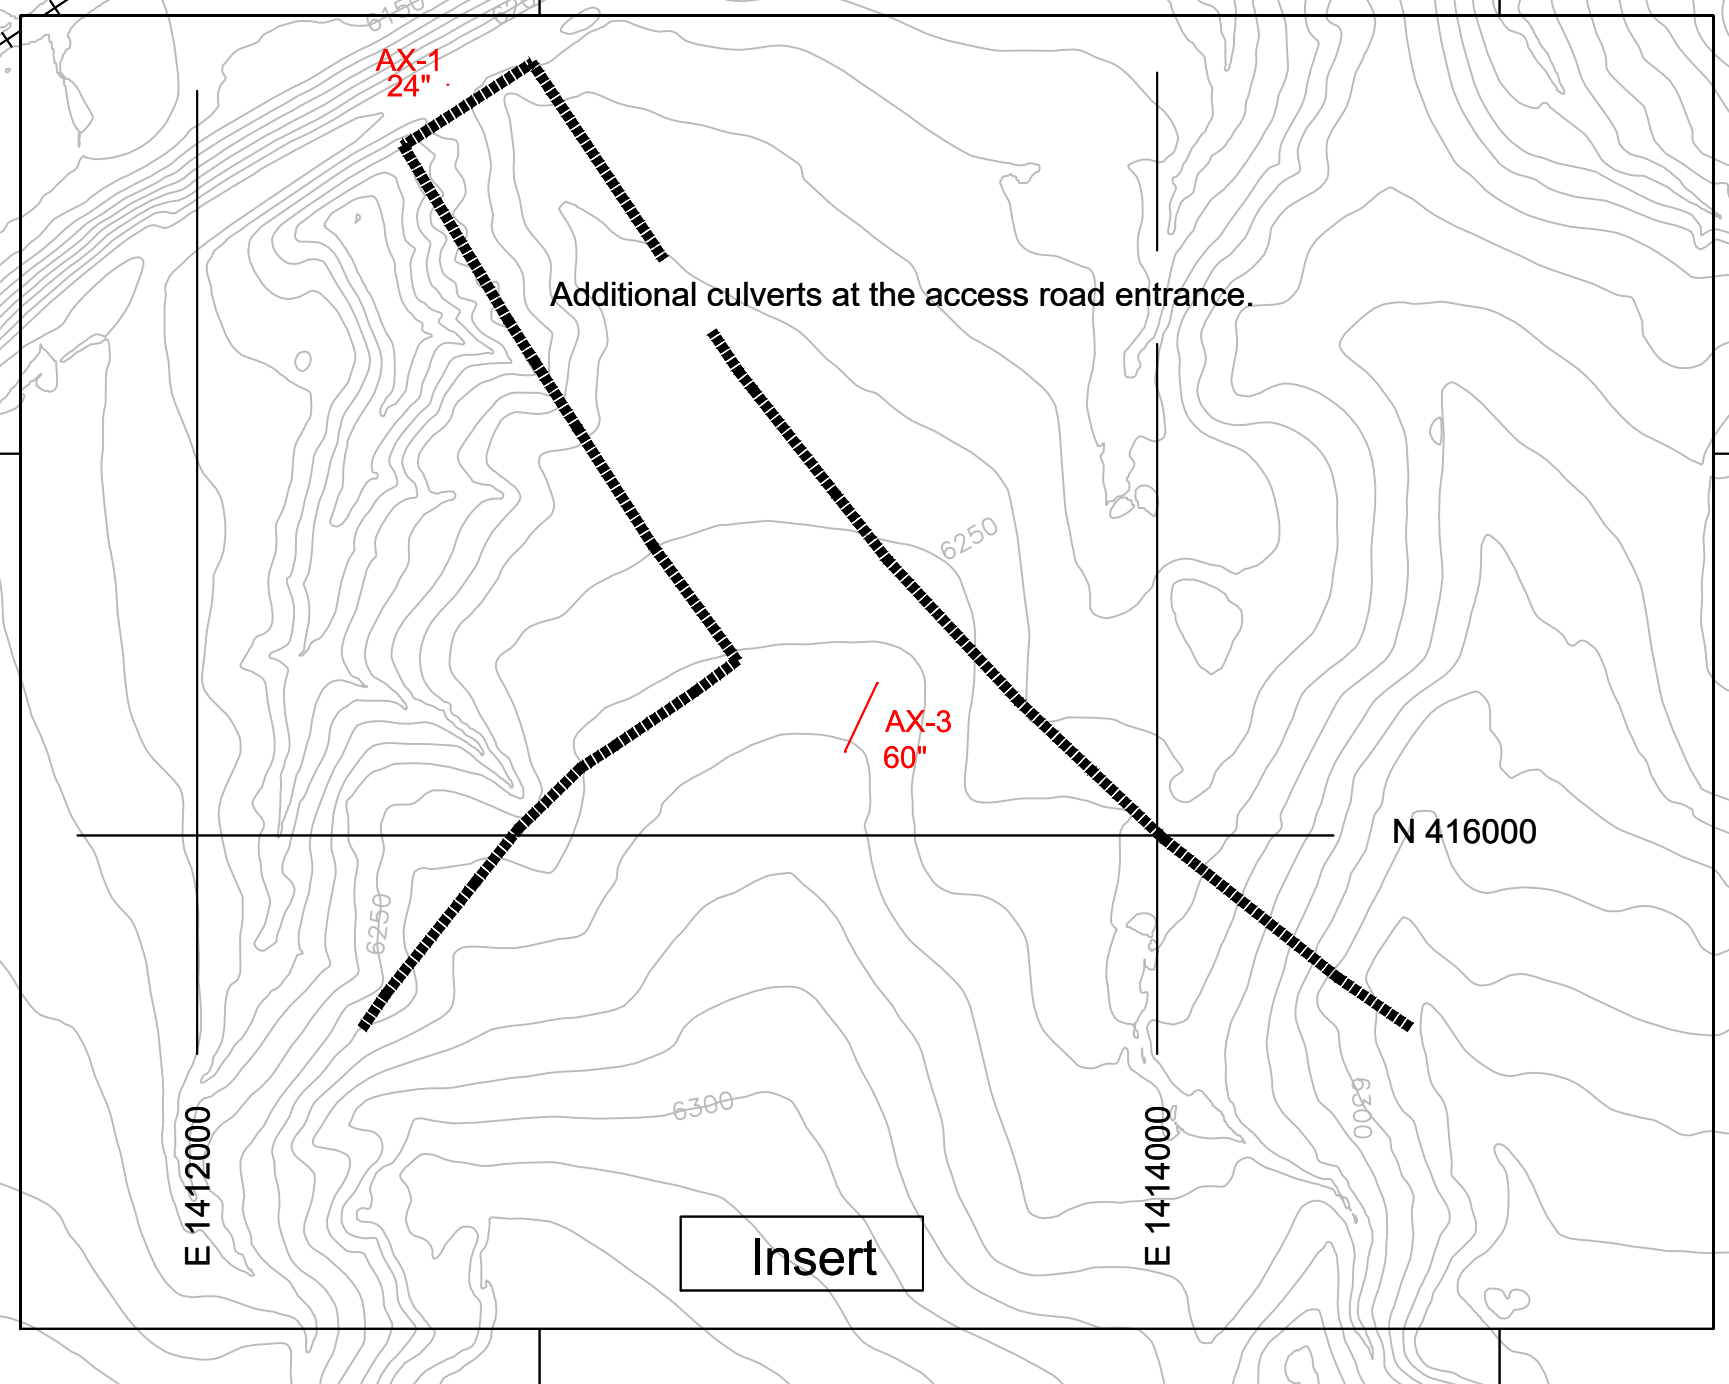 6150
AX-1
24"
Additional culverts at the access road entrance.
6250
AX-3
60"
N 416000
6250
6300
6300
E 1412000
E 1414000
Insert